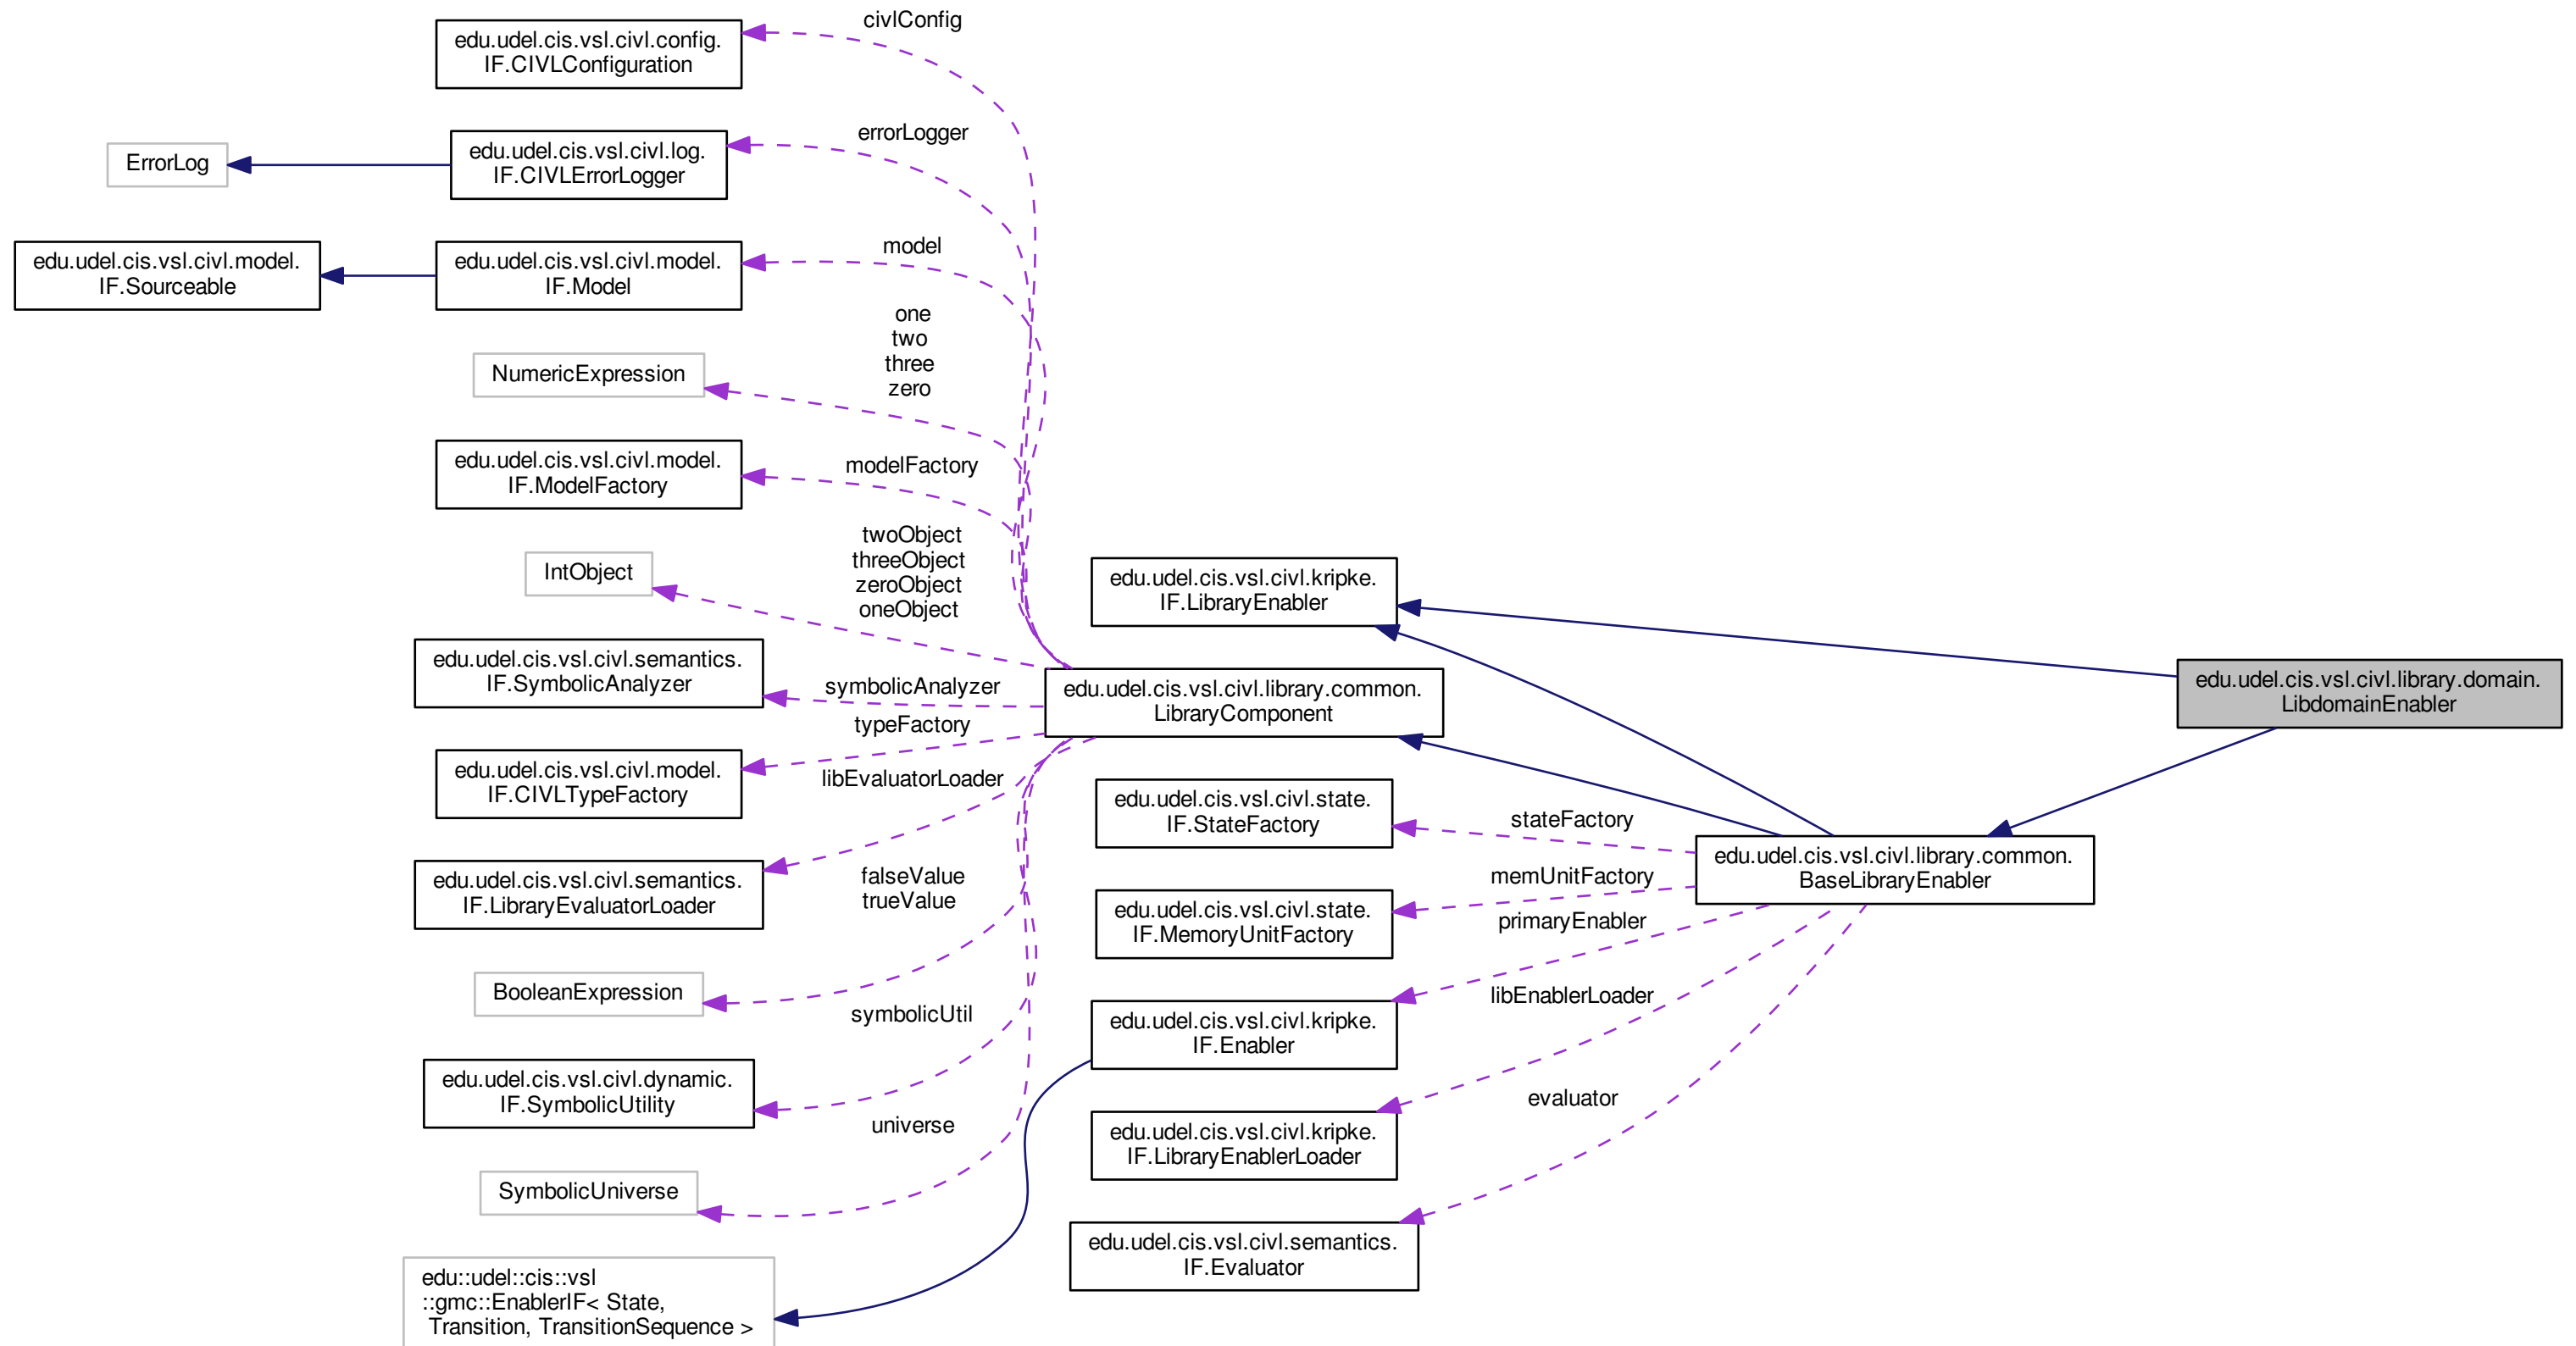 civlConfig
edu.udel.cis.vsl.civl.config.
IF.CIVLConfiguration
errorLogger
ErrorLog
edu.udel.cis.vsl.civl.log.
IF.CIVLErrorLogger
model
edu.udel.cis.vsl.civl.model.
IF.Sourceable
edu.udel.cis.vsl.civl.model.
IF.Model
one
two
three
zero
NumericExpression
modelFactory
edu.udel.cis.vsl.civl.model.
IF.ModelFactory
twoObject
threeObject
zeroObject
oneObject
IntObject
edu.udel.cis.vsl.civl.kripke.
IF.LibraryEnabler
edu.udel.cis.vsl.civl.semantics.
IF.SymbolicAnalyzer
symbolicAnalyzer
edu.udel.cis.vsl.civl.library.common.
LibraryComponent
edu.udel.cis.vsl.civl.library.domain.
LibdomainEnabler
typeFactory
edu.udel.cis.vsl.civl.model.
IF.CIVLTypeFactory
libEvaluatorLoader
edu.udel.cis.vsl.civl.state.
IF.StateFactory
stateFactory
edu.udel.cis.vsl.civl.library.common.
BaseLibraryEnabler
edu.udel.cis.vsl.civl.semantics.
IF.LibraryEvaluatorLoader
falseValue
trueValue
memUnitFactory
edu.udel.cis.vsl.civl.state.
IF.MemoryUnitFactory
primaryEnabler
BooleanExpression
libEnablerLoader
symbolicUtil
edu.udel.cis.vsl.civl.kripke.
IF.Enabler
edu.udel.cis.vsl.civl.dynamic.
IF.SymbolicUtility
evaluator
universe
edu.udel.cis.vsl.civl.kripke.
IF.LibraryEnablerLoader
SymbolicUniverse
edu.udel.cis.vsl.civl.semantics.
IF.Evaluator
edu::udel::cis::vsl
::gmc::EnablerIF< State,
Transition, TransitionSequence >